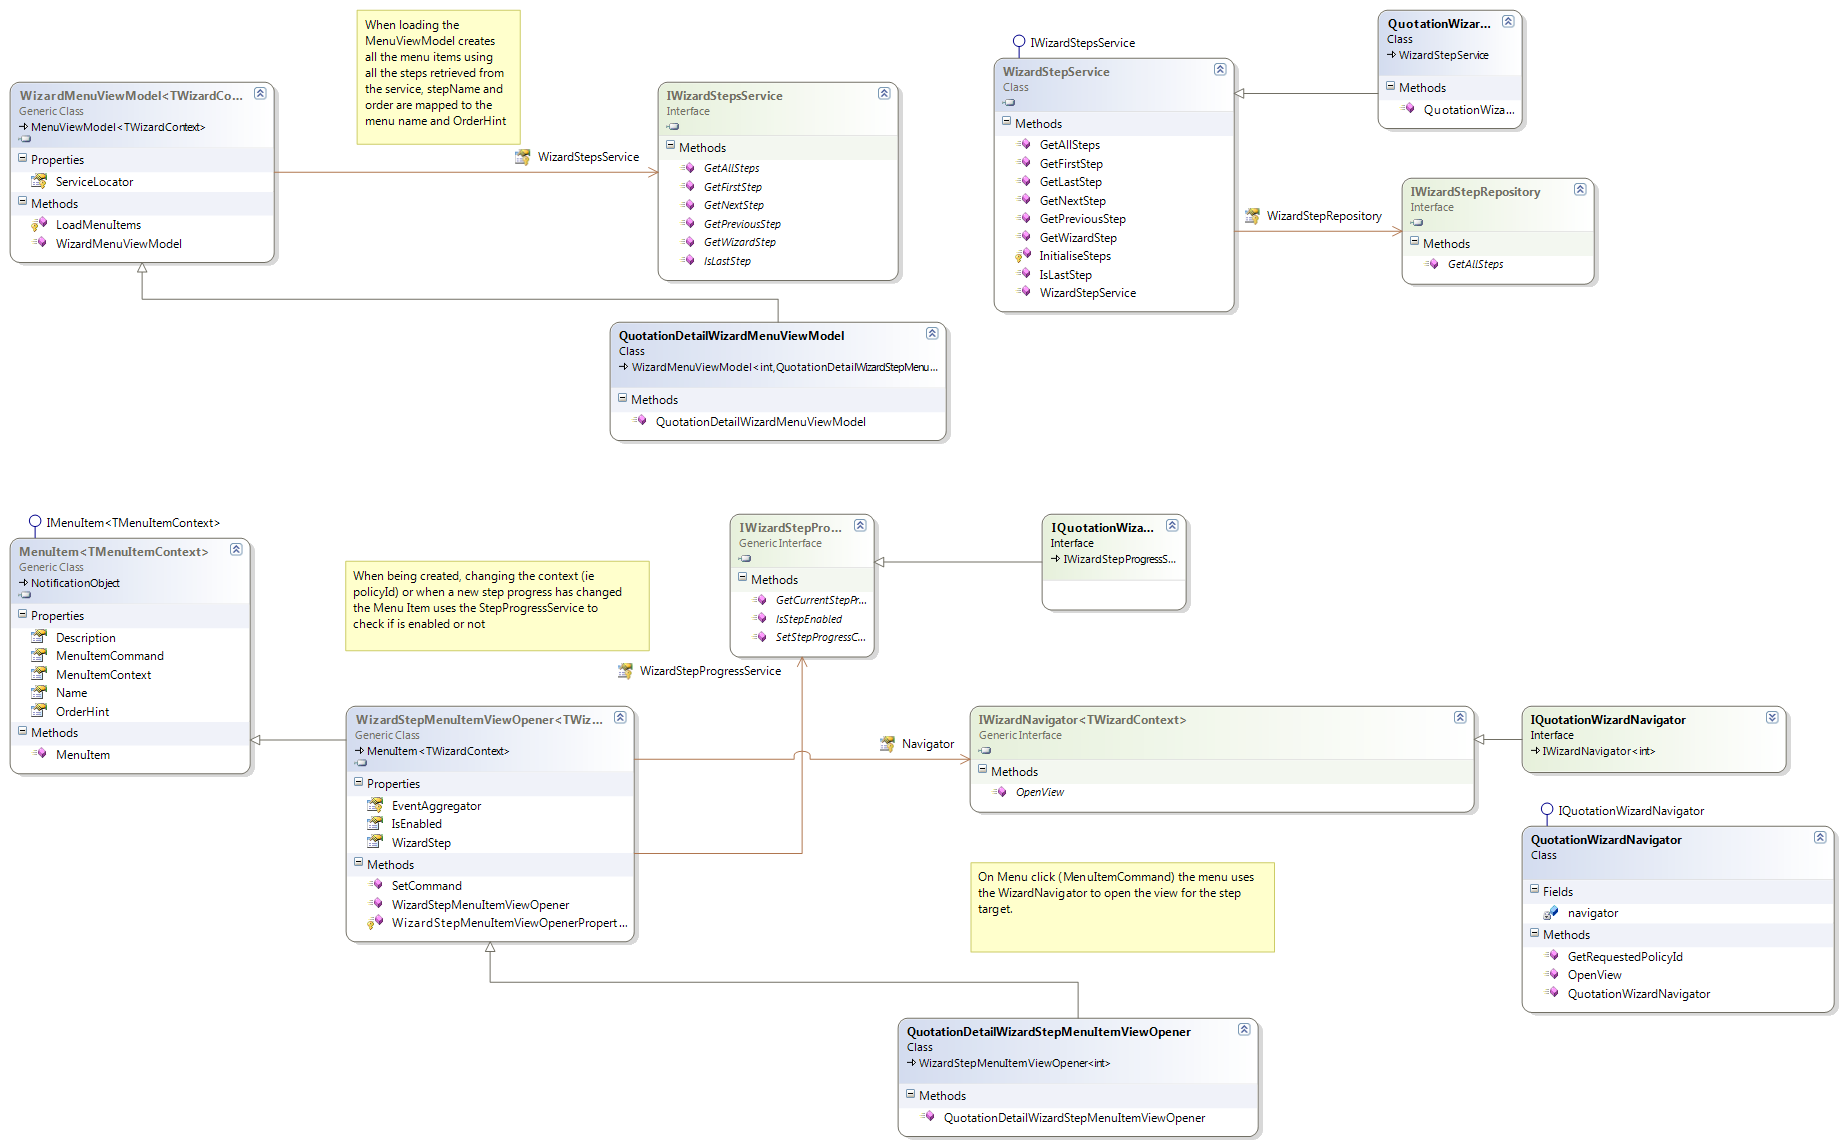 When loading the
MenuViewModel creates
all the menu items using
all the steps retrieved from
the service, stepName and
order are mapped to the
menu name and OrderHint
WizardMenuViewModel<TWizardCo...
Generic Class
MenuViewModel<TWizardContext>
Properties
ServiceLocator
Methods
LoadMenuItems
WizardMenuViewModel
WizardStepsService
IWizardStepsService
Interface
Methods
GetAllSteps
GetFirstStep
GetNextStep
GetPreviousStep
GetWizardStep
IsLastStep
QuotationDetailWizardMenuViewModel
Class
WizardMenuViewModel<int,QuotationDetailWizardStepMenu...
Methods
QuotationDetailWizardMenuViewModel
IWizardStepsService
WizardStepService
Class
Methods
GetAllSteps
GetFirstStep
GetLastStep
GetNextStep
GetPreviousStep
GetWizardStep
InitialiseSteps
IsLastStep
WizardStepService
QuotationWizar...
Class
WizardStepService
Methods
QuotationWiza...
WizardStepRepository
IWizardStepRepository
Interface
Methods
GetAllSteps
IMenuItem<TMenuItemContext>
MenuItem<TMenuItemContext>
Generic Class
NotificationObject
Properties
Description
MenuItemCommand
MenuItemContext
Name
OrderHint
Methods
MenuItem
When being created, changing the context (ie
policyId) or when a new step progress has changed
the Menu Item uses the StepProgressService to
check if is enabled or not
WizardStepProgressService
IWizardStepPro...
Generic Interface
Methods
GetCurrentStepPr...
IsStepEnabled
SetStepProgressC...
IQuotationWiza...
Interface
IWizardStepProgressS...
WizardStepMenuItemViewOpener<TWiz...
Generic Class
MenuItem<TWizardContext>
Properties
EventAggregator
IsEnabled
WizardStep
Methods
SetCommand
WizardStepMenuItemViewOpener
WizardStepMenuItemViewOpenerPropert...
Navigator
IWizardNavigator<TWizardContext>
Generic Interface
Methods
OpenView
IQuotationWizardNavigator
Interface
IWizardNavigator<int>
On Menu click (MenuItemCommand) the menu uses
the WizardNavigator to open the view for the step
target.
IQuotationWizardNavigator
QuotationWizardNavigator
Class
Fields
navigator
Methods
GetRequestedPolicyId
OpenView
QuotationWizardNavigator
QuotationDetailWizardStepMenuItemViewOpener
Class
WizardStepMenuItemViewOpener<int>
Methods
QuotationDetailWizardStepMenuItemViewOpener